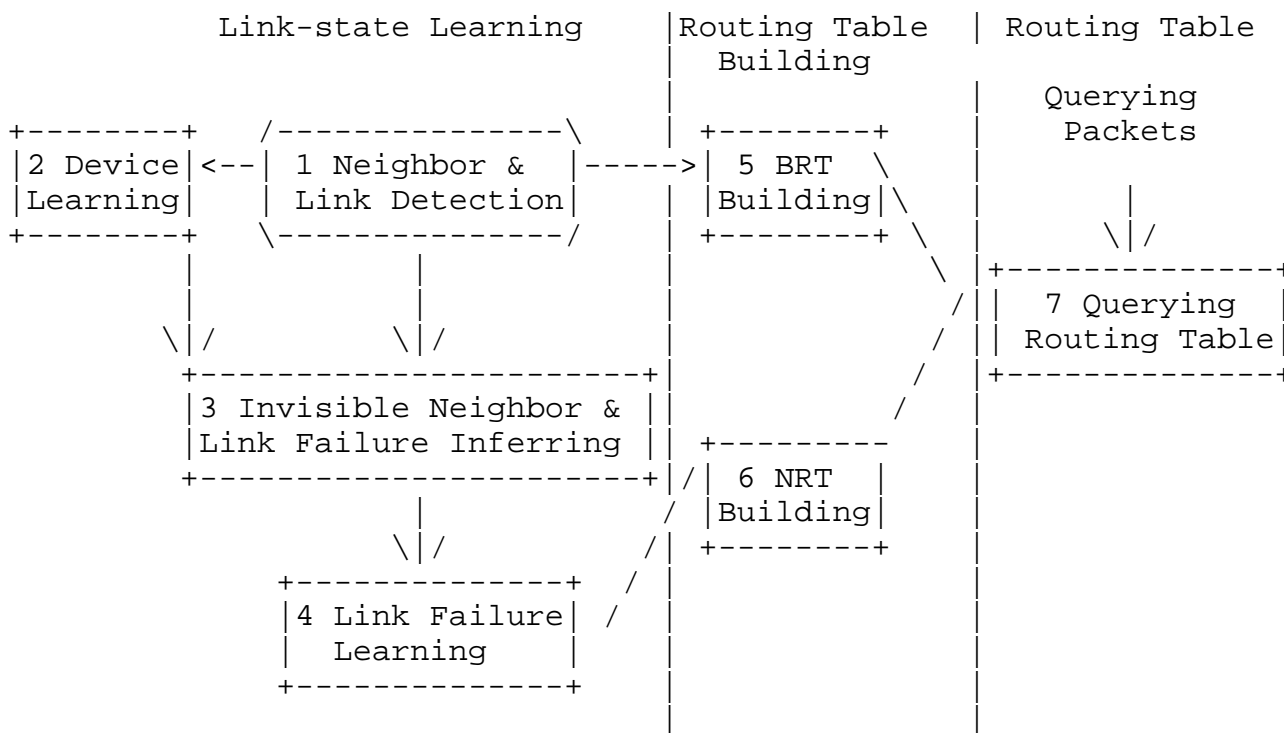 Link-state Learning
Routing Table
Building
Routing Table
Querying
Packets
2 Device
Learning
1 Neighbor &
Link Detection
5 BRT
Building
7 Querying
Routing Table
3 Invisible Neighbor &
Link Failure Inferring
6 NRT
Building
4 Link Failure
Learning